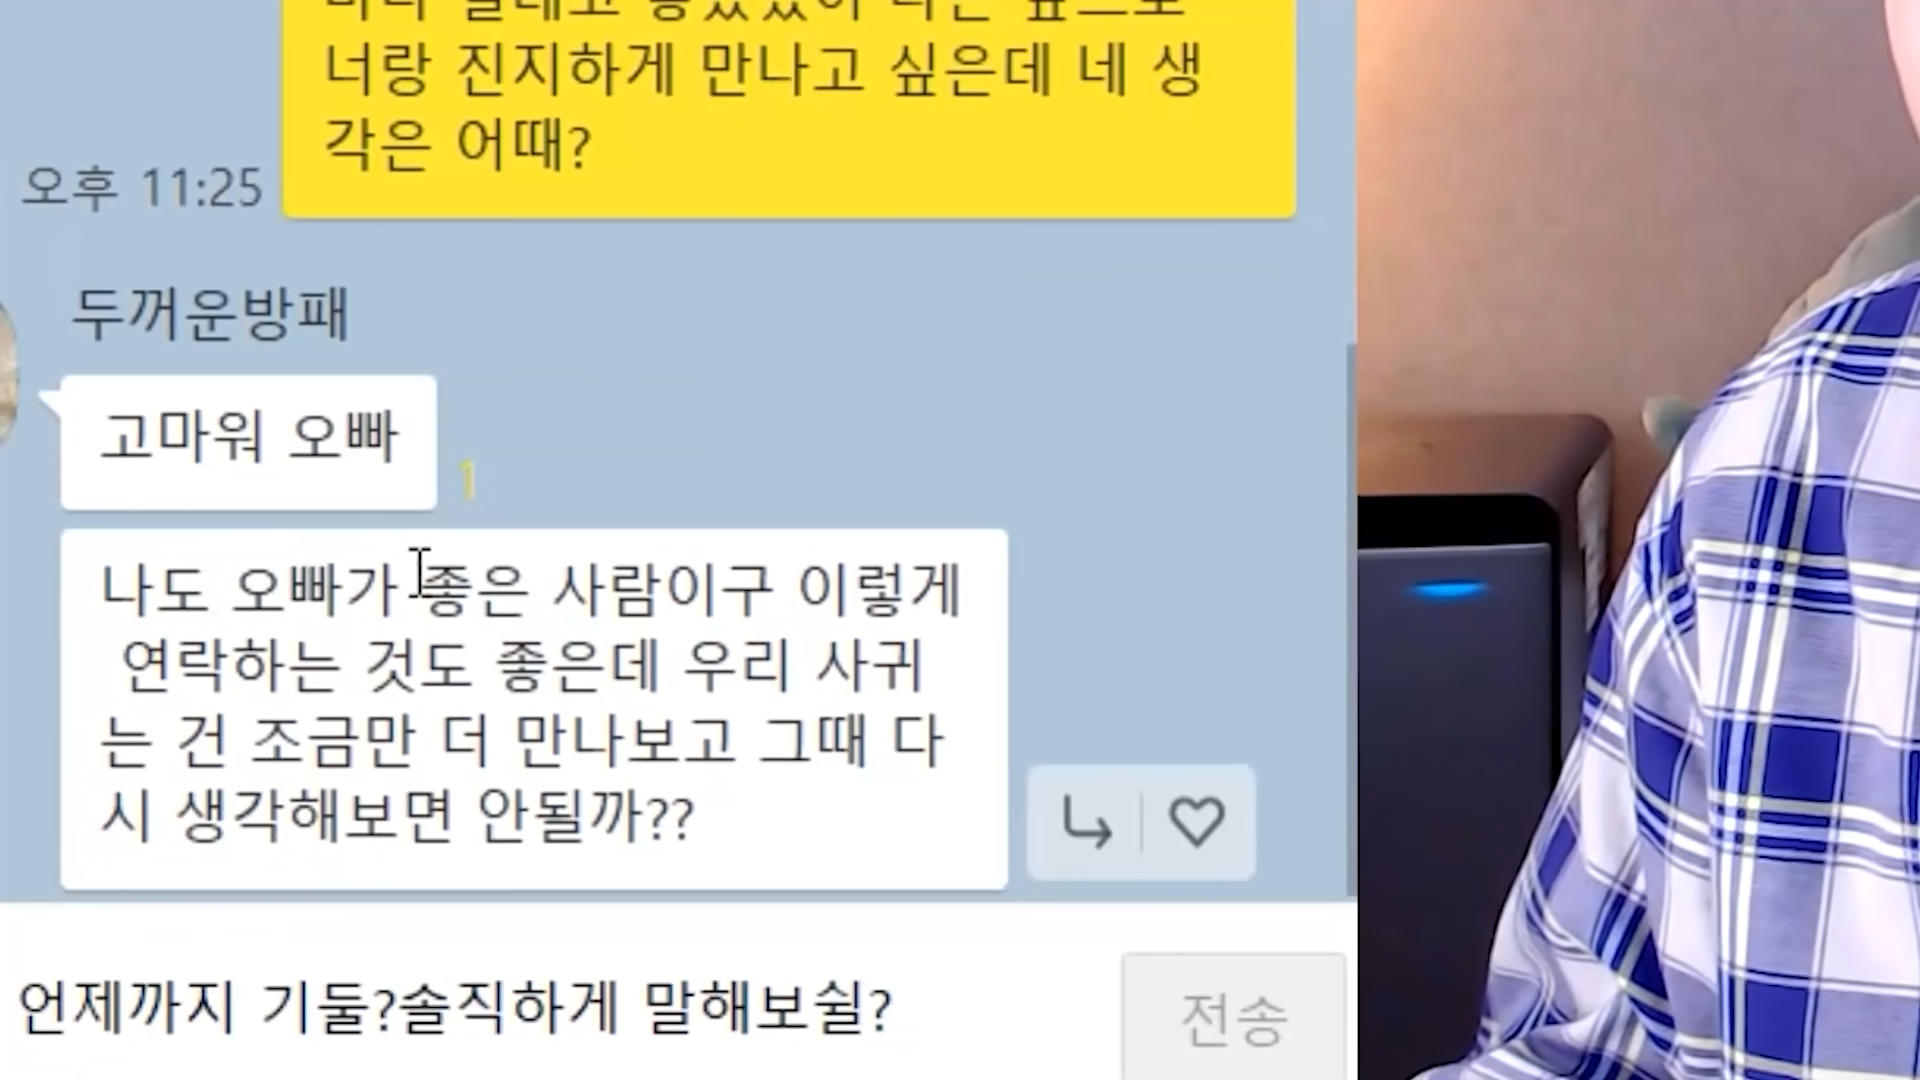 너랑 진지하게 만나고 싶은데 네 생
각은 어때?
오후 11:25
두꺼운방패
고마워 오빠
1
나도 오빠가 좋은 사람이구 이렇게
연락하는 것도 좋은데 우리 사귀
는 건 조금만 더 만나보고 그때 다
시 생각해보면 안될까??
언제까지 기둘?솔직하게 말해보쉴?
전송